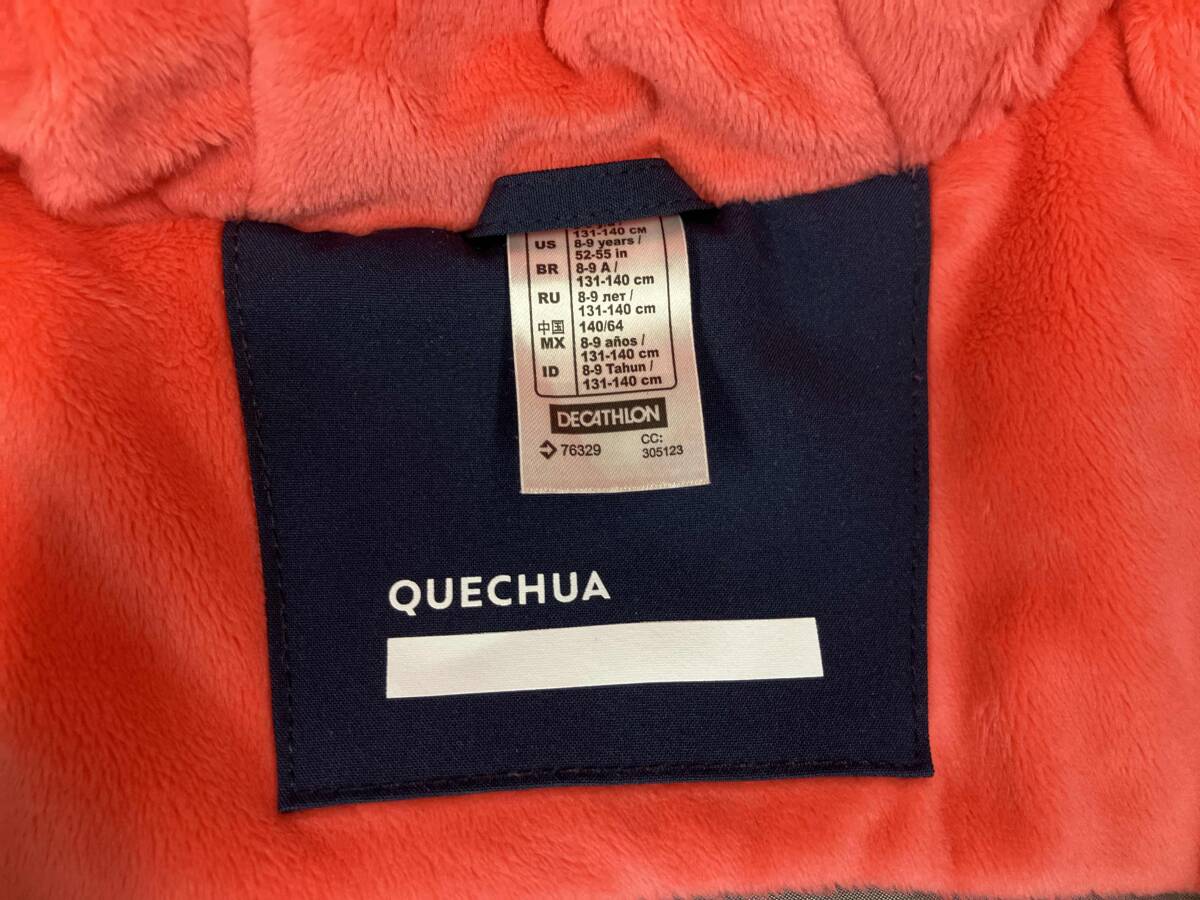 131-140 см
US 8-9 years /
52-55 in
BR 8-9 A /
131-140 cm
RU 8-9 лет /
131-140 cm
中国 140/64
MX 8-9 años /
131-140 cm
ID 8-9 Tahun /
131-140 cm
DECATHLON
76329 CC:
305123
QUECHUA